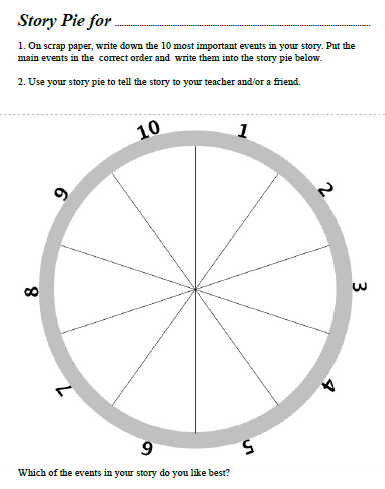 Story Pie for
1. On scrap paper, write down the 10 most important events in your story. Put the
main events in the correct order and write them into the story pie below.
2. Use your story pie to tell the story to your teacher and/or a friend.
10
1
2
3
4
5
6
7
8
9
Which of the events in your story do you like best?